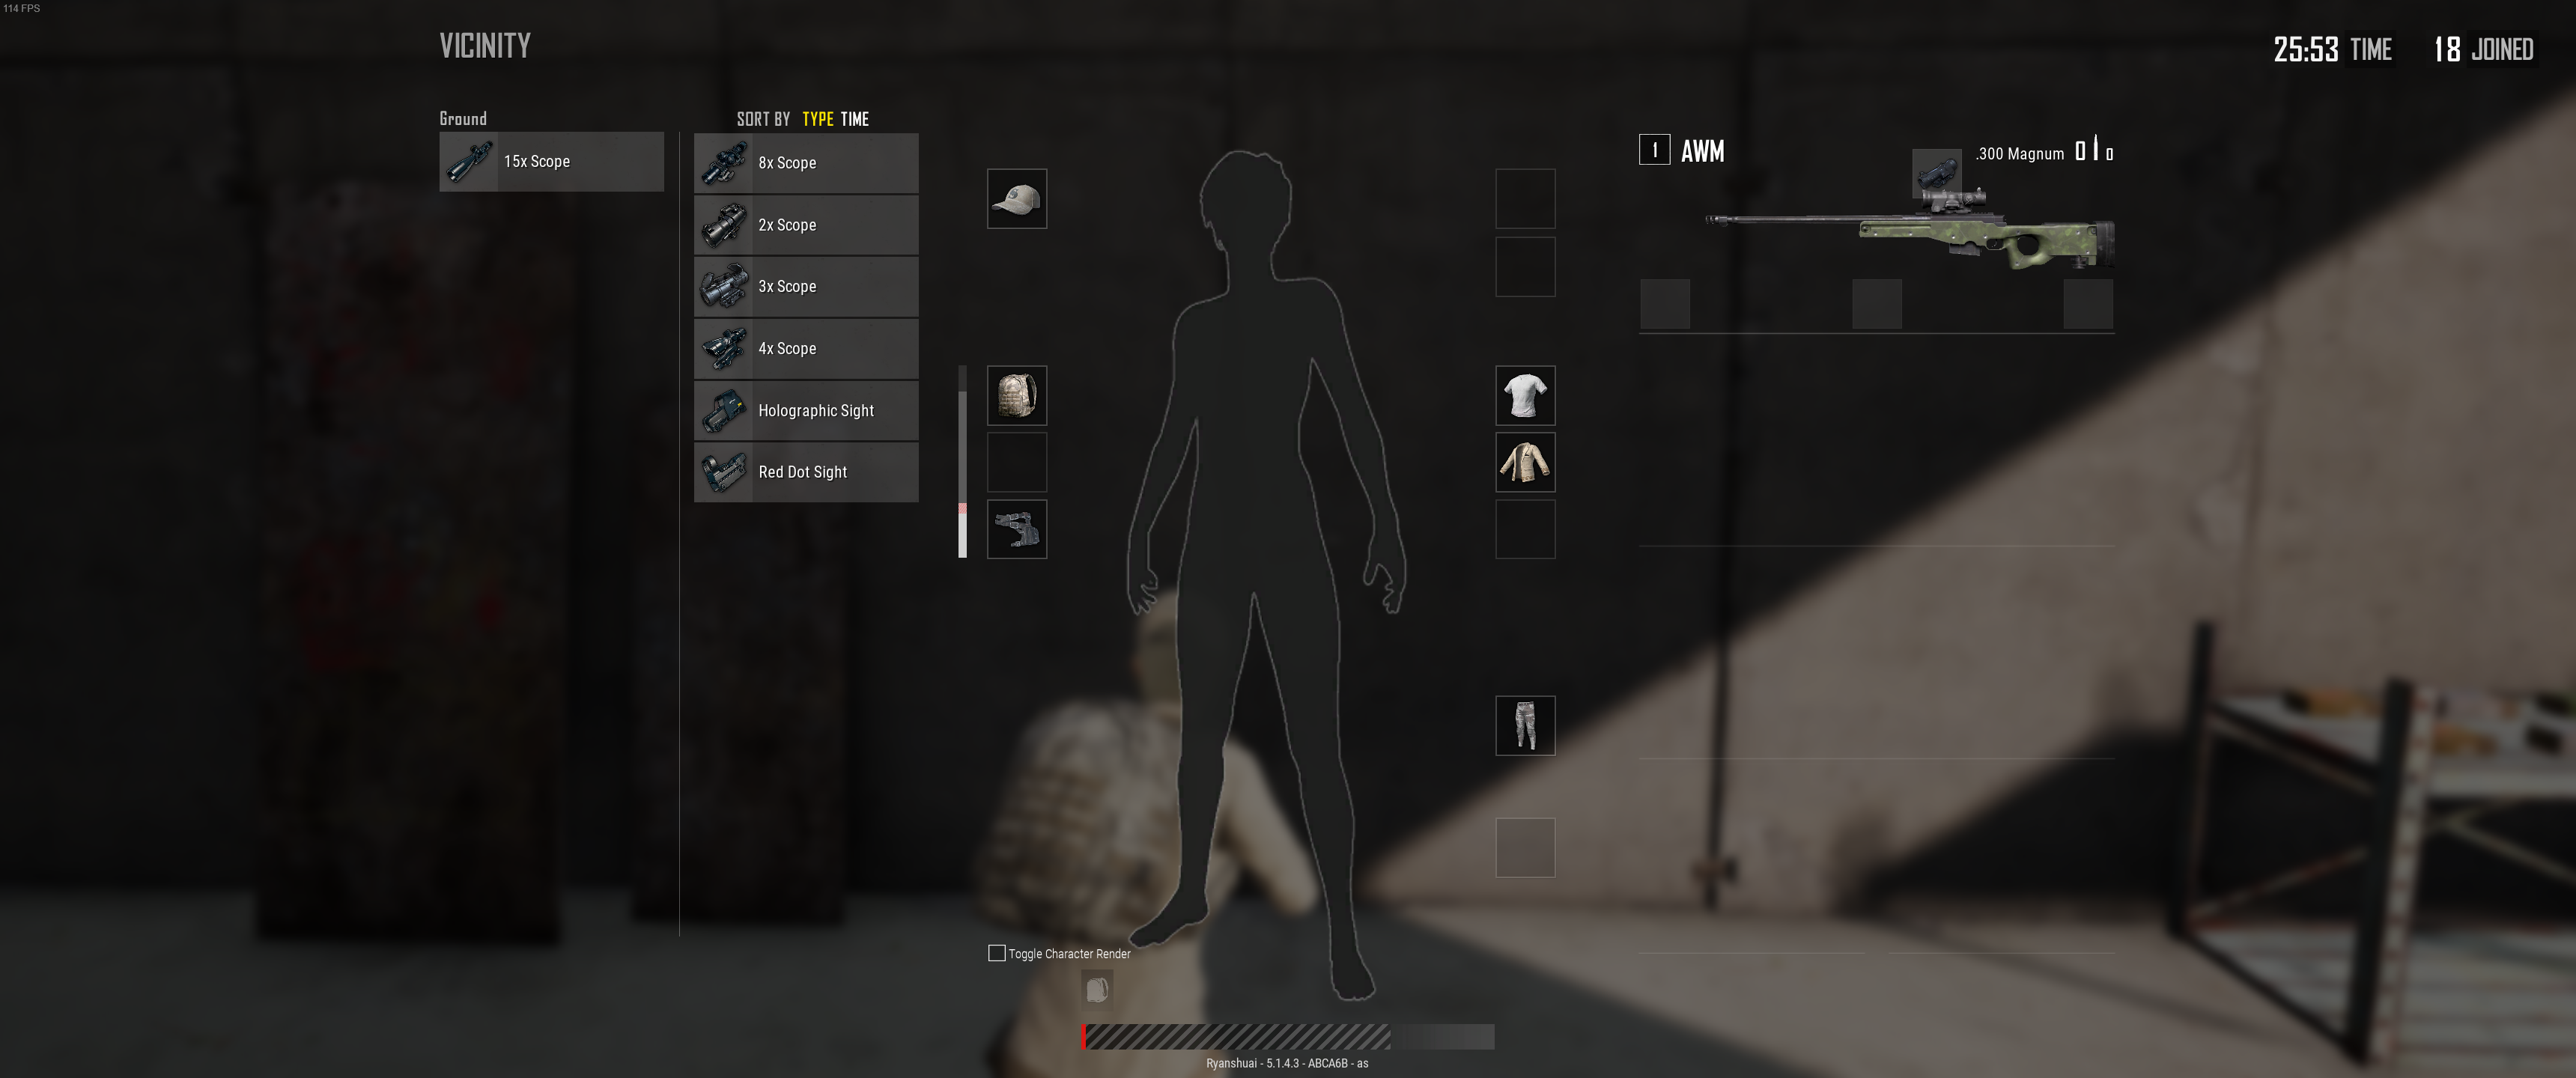 114 FPS
VICINITY
25:53 TIME 18 JOINED
Ground
SORT BY TYPE TIME
15x Scope
8x Scope
2x Scope
3x Scope
4x Scope
Holographic Sight
Red Dot Sight
1 AWM
.300 Magnum 0 0
Toggle Character Render
Ryanshuai - 5.1.4.3 - ABCA6B - as